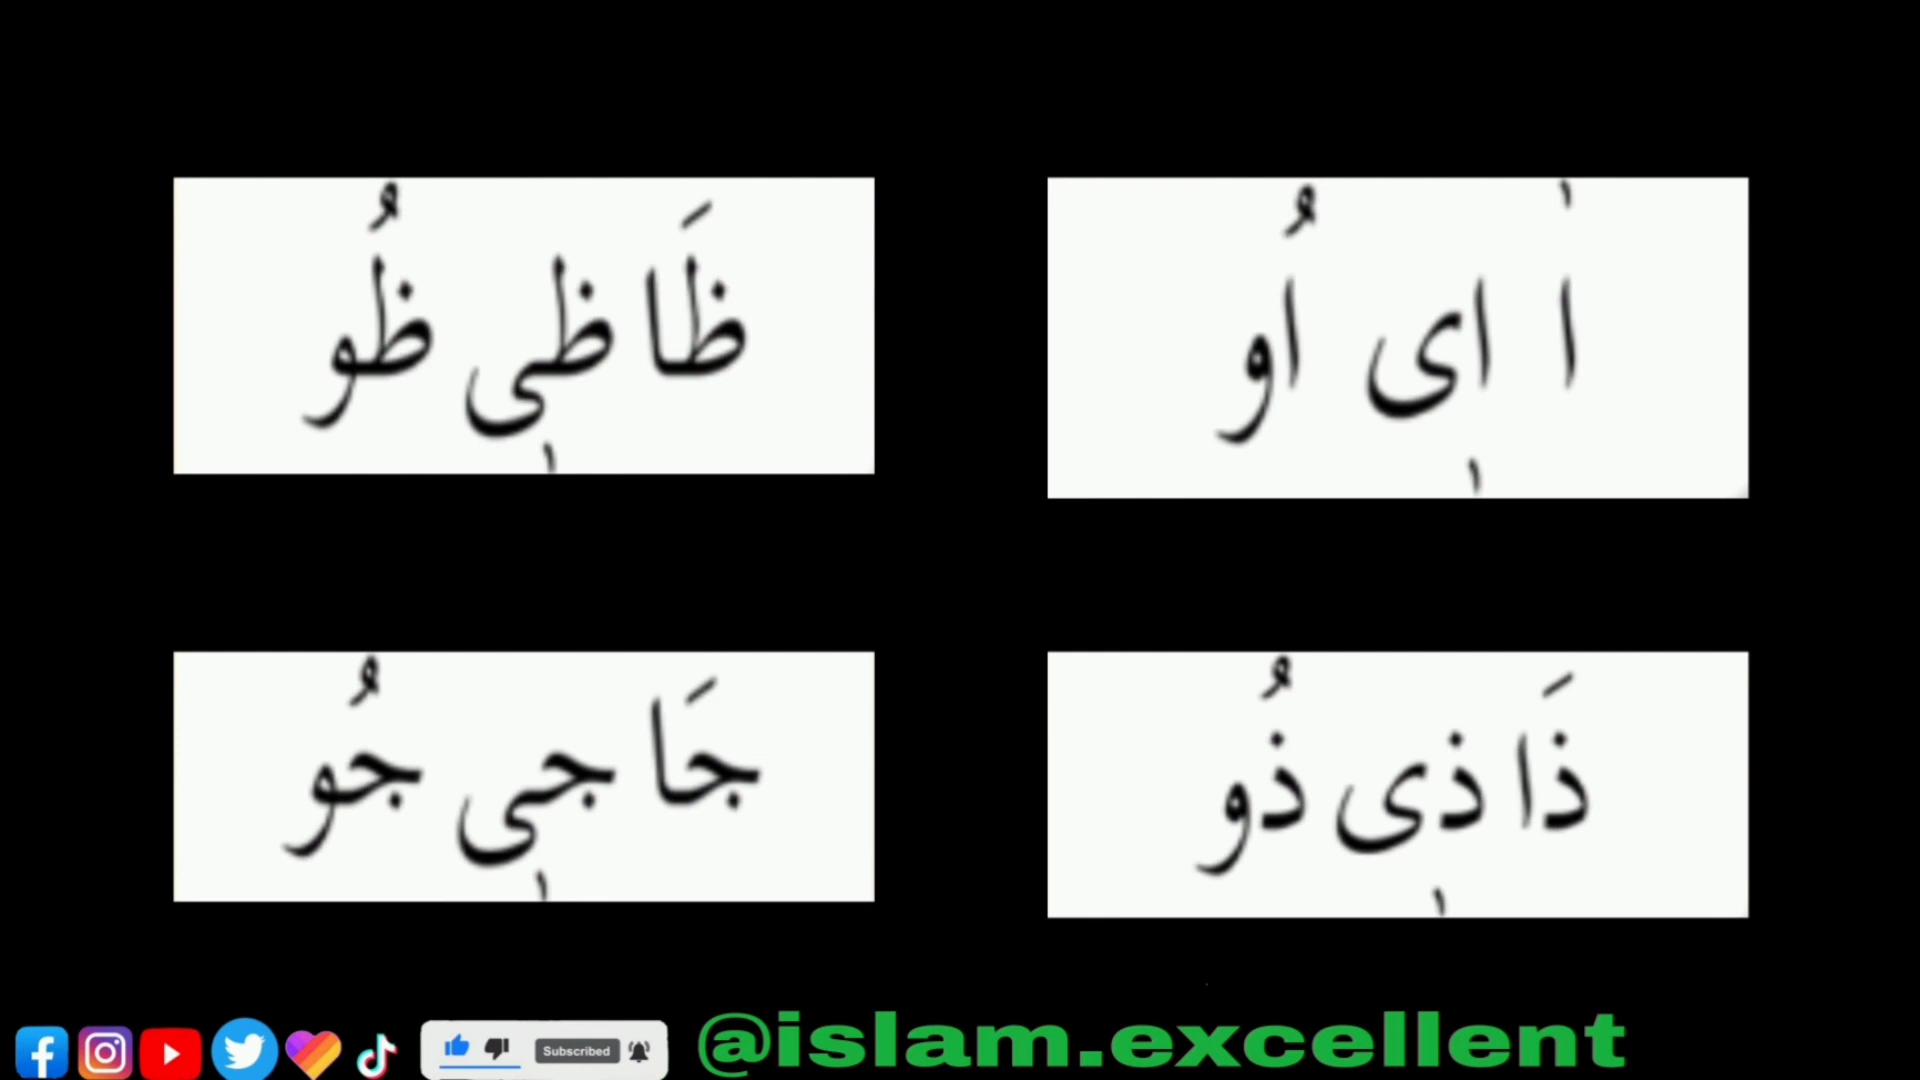 اٰ اٖی اُو
ظَا ظٖی ظُو
ذَا ذٖی ذُو
جَا جٖی جُو
Subscribed
@islam.excellent